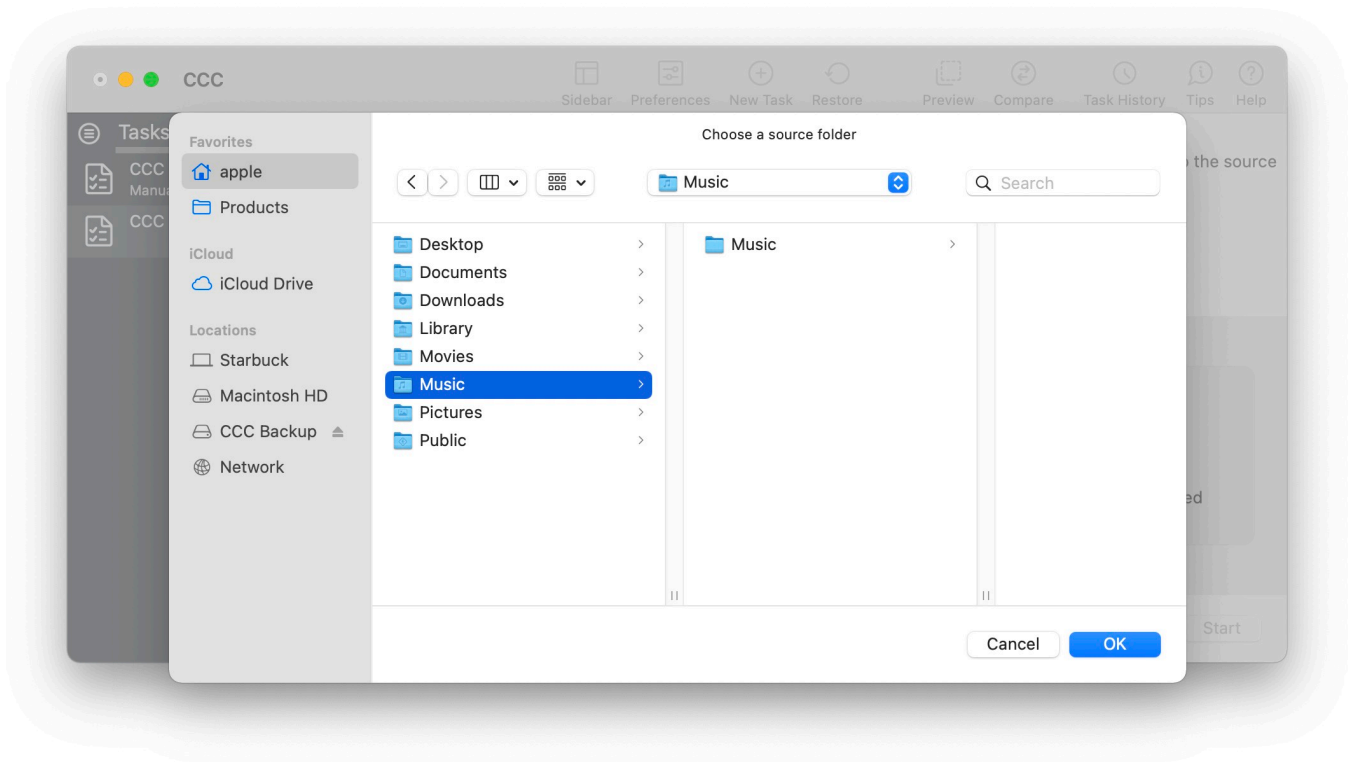 CCC
Sidebar
Preferences
New Task
Restore
Preview
Compare
Task History
Tips
Help
Tasks
CCC
Manua
CCC
the source
ed
Start
Favorites
apple
Products
iCloud
iCloud Drive
Locations
Starbuck
Macintosh HD
CCC Backup
Network
Choose a source folder
Music
Search
Desktop
Documents
Downloads
Library
Movies
Music
Pictures
Public
Music
Cancel
OK